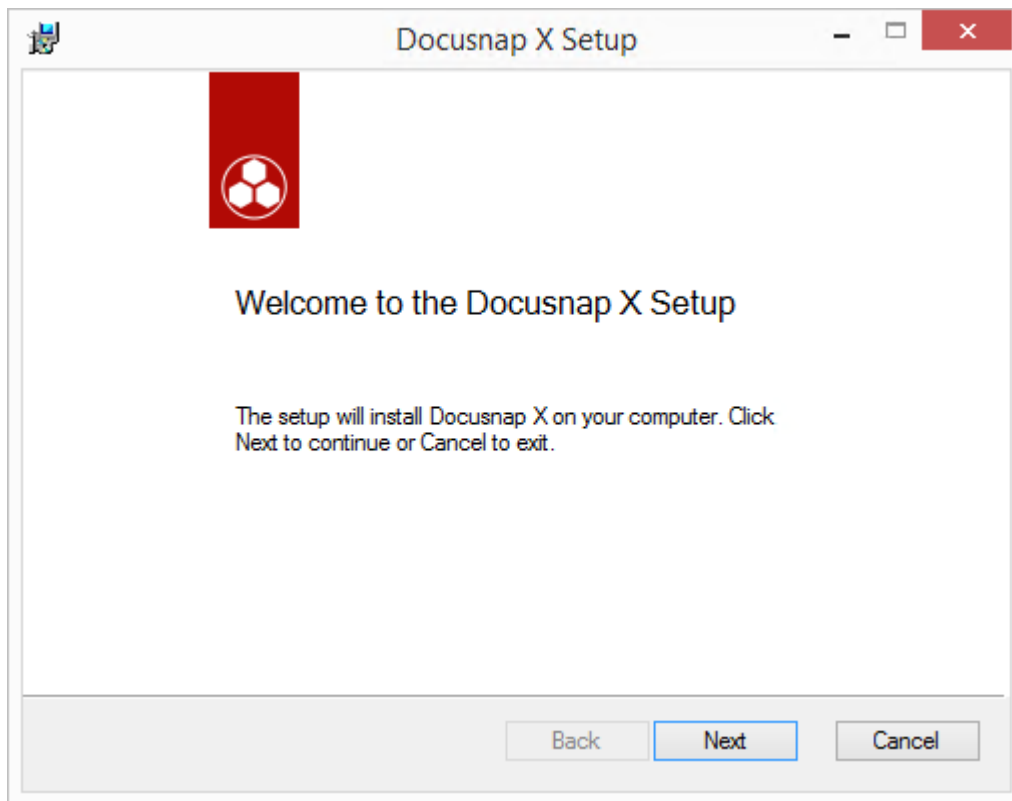 Docusnap X Setup
Welcome to the Docusnap X Setup
The setup will install Docusnap X on your computer. Click
Next to continue or Cancel to exit.
Back Next Cancel